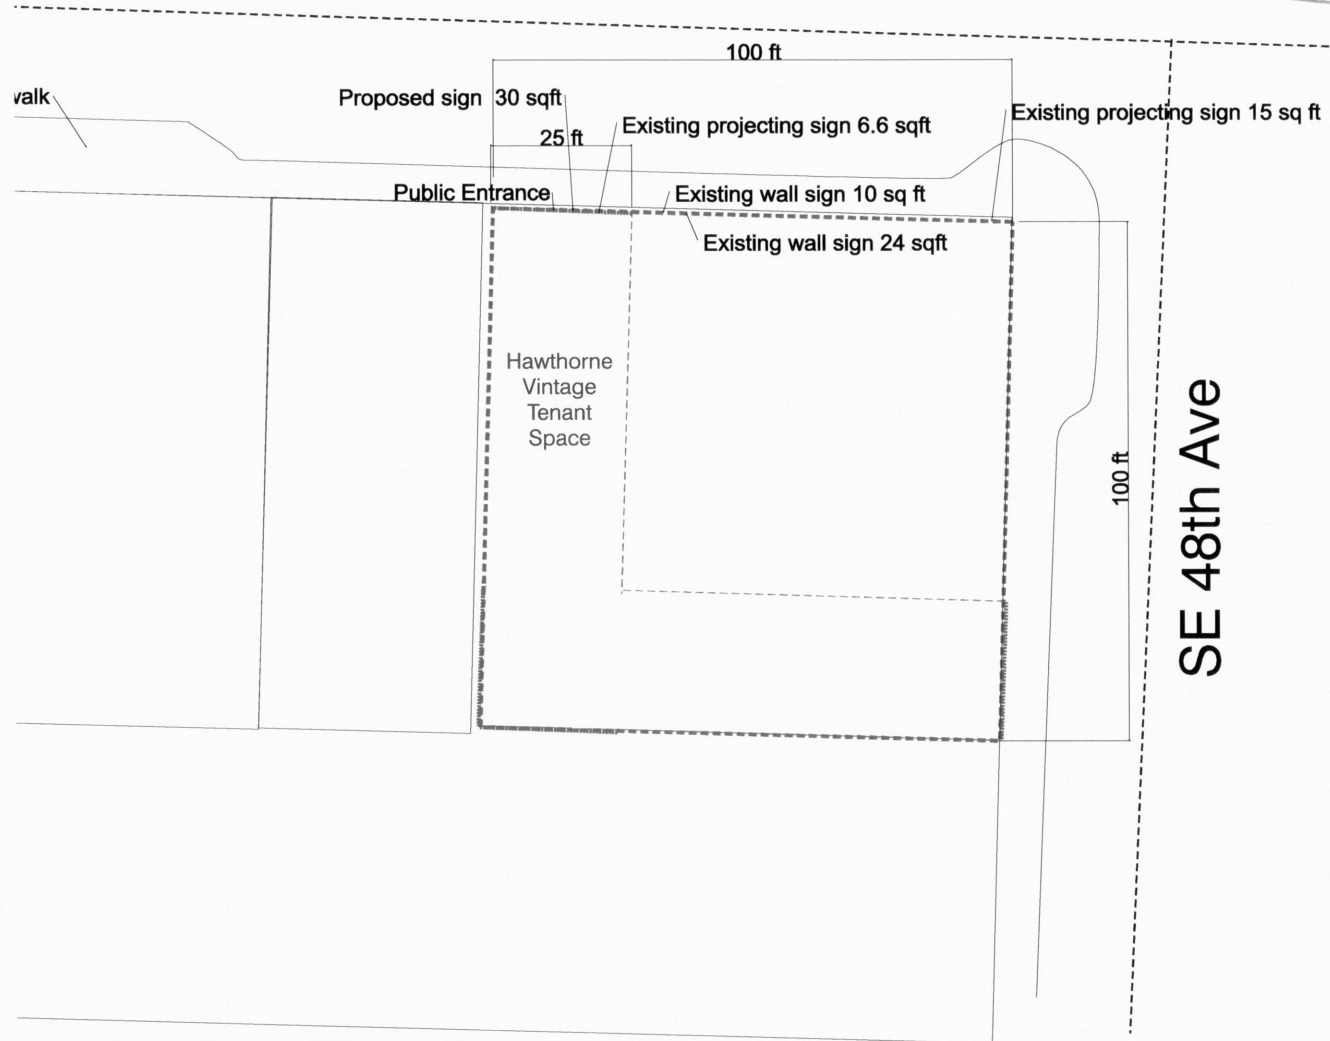 100 ft
Proposed sign 30 sqft
Existing projecting sign 15 sq ft
Existing projecting sign 6.6 sqft
25 ft
Public Entrance
Existing wall sign 10 sq ft
Existing wall sign 24 sqft
Hawthorne
Vintage
Tenant
Space
100 ft
SE 48th Ave